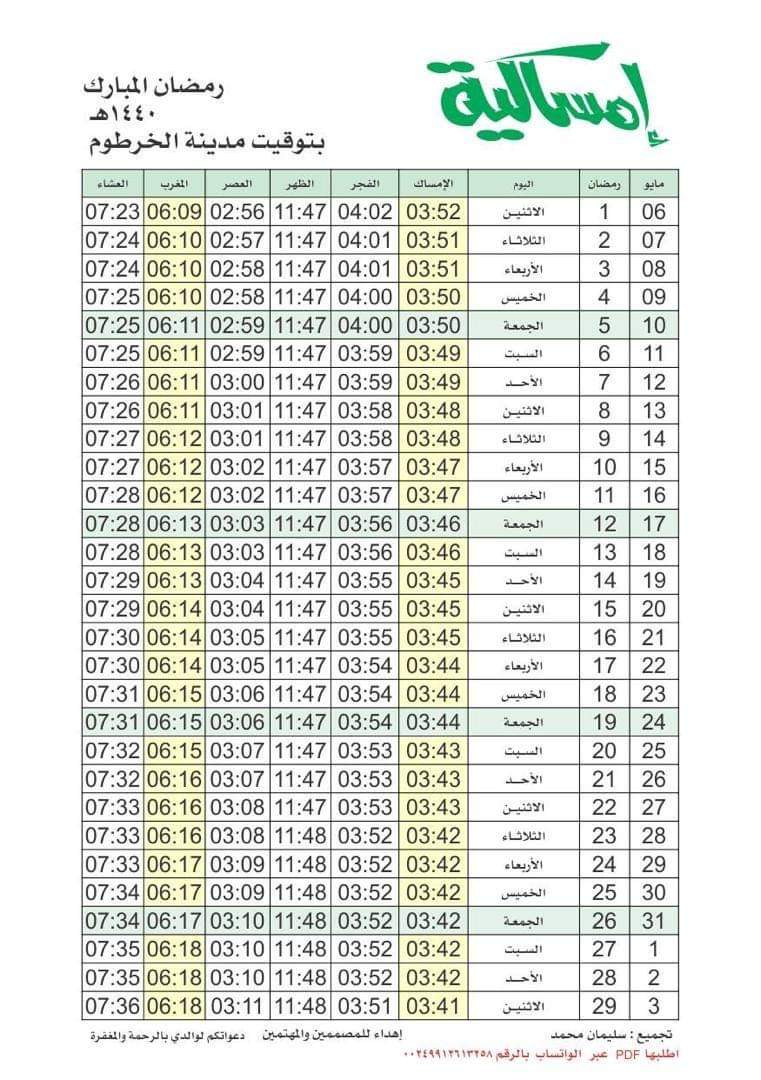 إمساكية
رمضان المبارك
١٤٤٠هـ
بتوقيت مدينة الخرطوم
مايو رمضان اليوم الإمساك الفجر الظهر العصر المغرب العشاء
06 1 الاثنين 03:52 04:02 11:47 02:56 06:09 07:23
07 2 الثلاثاء 03:51 04:01 11:47 02:57 06:10 07:24
08 3 الأربعاء 03:51 04:01 11:47 02:58 06:10 07:24
09 4 الخميس 03:50 04:00 11:47 02:58 06:10 07:25
10 5 الجمعة 03:50 04:00 11:47 02:59 06:11 07:25
11 6 السبت 03:49 03:59 11:47 02:59 06:11 07:25
12 7 الأحد 03:49 03:59 11:47 03:00 06:11 07:26
13 8 الاثنين 03:48 03:58 11:47 03:01 06:11 07:26
14 9 الثلاثاء 03:48 03:58 11:47 03:01 06:12 07:27
15 10 الأربعاء 03:47 03:57 11:47 03:02 06:12 07:27
16 11 الخميس 03:47 03:57 11:47 03:02 06:12 07:28
17 12 الجمعة 03:46 03:56 11:47 03:03 06:13 07:28
18 13 السبت 03:46 03:56 11:47 03:03 06:13 07:28
19 14 الأحد 03:45 03:55 11:47 03:04 06:13 07:29
20 15 الاثنين 03:45 03:55 11:47 03:04 06:14 07:29
21 16 الثلاثاء 03:45 03:55 11:47 03:05 06:14 07:30
22 17 الأربعاء 03:44 03:54 11:47 03:05 06:14 07:30
23 18 الخميس 03:44 03:54 11:47 03:06 06:15 07:31
24 19 الجمعة 03:44 03:54 11:47 03:06 06:15 07:31
25 20 السبت 03:43 03:53 11:47 03:07 06:15 07:32
26 21 الأحد 03:43 03:53 11:47 03:07 06:16 07:32
27 22 الاثنين 03:43 03:53 11:47 03:08 06:16 07:33
28 23 الثلاثاء 03:42 03:52 11:48 03:08 06:16 07:33
29 24 الأربعاء 03:42 03:52 11:48 03:09 06:17 07:33
30 25 الخميس 03:42 03:52 11:48 03:09 06:17 07:34
31 26 الجمعة 03:42 03:52 11:48 03:10 06:17 07:34
1 27 السبت 03:42 03:52 11:48 03:10 06:18 07:35
2 28 الأحد 03:42 03:52 11:48 03:10 06:18 07:35
3 29 الاثنين 03:41 03:51 11:48 03:11 06:18 07:36
تجميع : سليمان محمد إهداء للمصممين والمهتمين دعواتكم لوالدي بالرحمة والمغفرة
اطلبها PDF عبر الواتساب بالرقم ٠٠٢٤٩٩١٢٦١٣٢٥٨